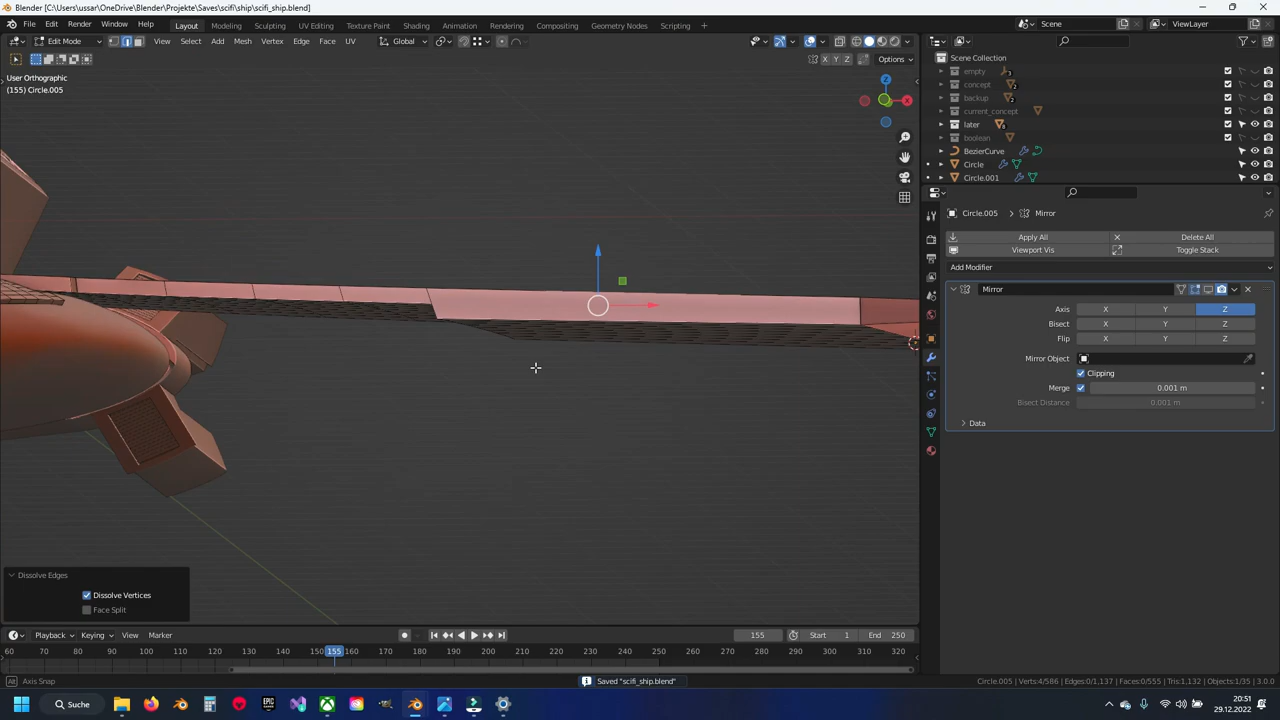 Blender [C:\Users\ussar\OneDrive\Blender\Projekte\Saves\scifi\ship\scifi_ship.blend]
File Edit Render Window Help Layout Modeling Sculpting UV Editing Texture Paint Shading Animation Rendering Compositing Geometry Nodes Scripting + Scene ViewLayer
Edit Mode View Select Add Mesh Vertex Edge Face UV Global
X Y Z Options
User Orthographic
(155) Circle.005
Z
X
Scene Collection
empty 3
concept 2
backup 2
current_concept
later
boolean
BezierCurve
Circle
Circle.001
Circle.005 Mirror
Apply All Delete All
Viewport Vis Toggle Stack
Add Modifier
Mirror
Axis X Y Z
Bisect X Y Z
Flip X Y Z
Mirror Object
Clipping
Merge 0.001 m
Bisect Distance 0.001 m
Data
Dissolve Edges
Dissolve Vertices
Face Split
Playback Keying View Marker 155 Start 1 End 250
60 70 80 90 100 110 120 130 140 150 155 160 170 180 190 200 210 220 230 240 250 260 270 280 290 300 310 320
Alt Axis Snap Saved "scifi_ship.blend" Circle.005 | Verts:4/586 | Edges:0/1,137 | Faces:0/555 | Tris:1,132 | Objects:1/35 | 3.0.0
Suche 20:51
29.12.2022